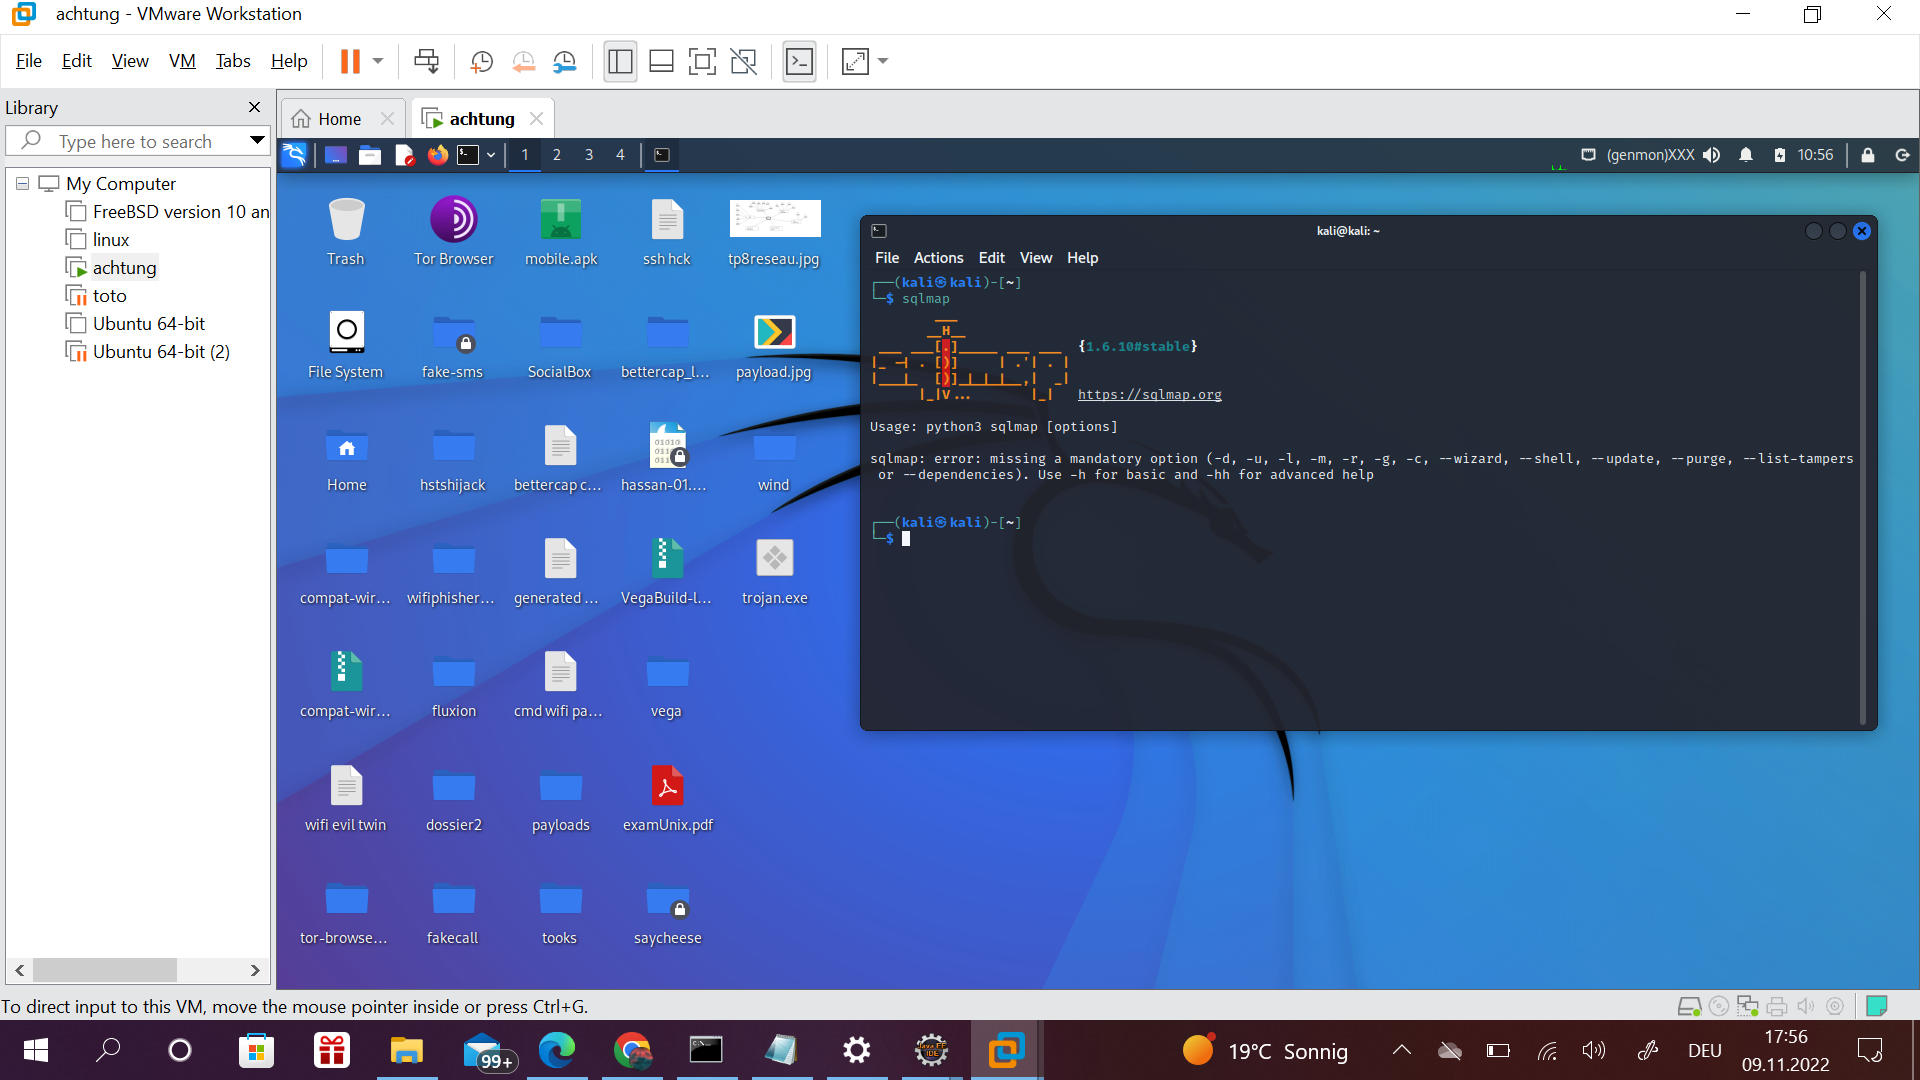 achtung - VMware Workstation
File Edit View VM Tabs Help
Library
Type here to search
My Computer
FreeBSD version 10 an
linux
achtung
toto
Ubuntu 64-bit
Ubuntu 64-bit (2)
Home
achtung
1 2 3 4
(genmon)XXX 10:56
Trash
Tor Browser
mobile.apk
ssh hck
tp8reseau.jpg
File System
fake-sms
SocialBox
bettercap_l...
payload.jpg
Home
hstshijack
bettercap c...
hassan-01....
wind
compat-wir...
wifiphisher...
generated ...
VegaBuild-l...
trojan.exe
compat-wir...
fluxion
cmd wifi pa...
vega
wifi evil twin
dossier2
payloads
examUnix.pdf
tor-browse...
fakecall
tooks
saycheese
kali@kali: ~
File Actions Edit View Help
(kali㉿kali)-[~]
$ sqlmap
{1.6.10#stable}
https://sqlmap.org
Usage: python3 sqlmap [options]
sqlmap: error: missing a mandatory option (-d, -u, -l, -m, -r, -g, -c, --wizard, --shell, --update, --purge, --list-tampers
or --dependencies). Use -h for basic and -hh for advanced help
(kali㉿kali)-[~]
$
To direct input to this VM, move the mouse pointer inside or press Ctrl+G.
99+
Java EE
IDE
19°C Sonnig
DEU
17:56
09.11.2022